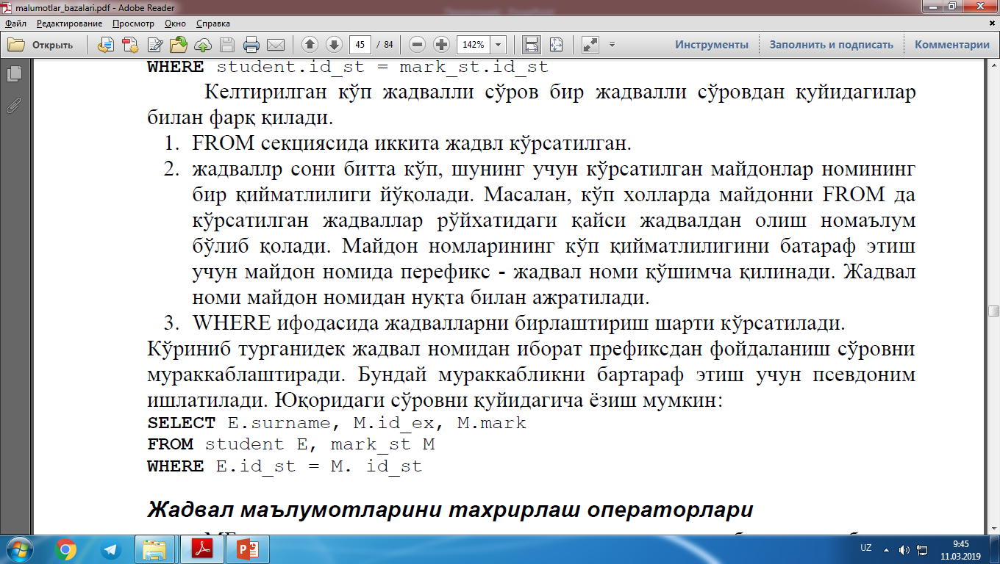 malumotlar_bazalari.pdf - Adobe Reader
Файл Редактирование Просмотр Окно Справка
Открыть 45 / 84 142% Инструменты Заполнить и подписать Комментарии
WHERE student.id_st = mark_st.id_st
Келтирилган кўп жадвалли сўров бир жадвалли сўровдан қуйидагилар
билан фарқ қилади.
1. FROM секциясида иккита жадвл кўрсатилган.
2. жадваллр сони битта кўп, шунинг учун кўрсатилган майдонлар номининг
бир қийматлилиги йўқолади. Масалан, кўп холларда майдонни FROM да
кўрсатилган жадваллар рўйхатидаги қайси жадвалдан олиш номаълум
бўлиб қолади. Майдон номларининг кўп қийматлилигини батараф этиш
учун майдон номида перефикс - жадвал номи қўшимча қилинади. Жадвал
номи майдон номидан нуқта билан ажратилади.
3. WHERE ифодасида жадвалларни бирлаштириш шарти кўрсатилади.
Кўриниб турганидек жадвал номидан иборат префиксдан фойдаланиш сўровни
мураккаблаштиради. Бундай мураккабликни бартараф этиш учун псевдоним
ишлатилади. Юқоридаги сўровни қуйидагича ёзиш мумкин:
SELECT E.surname, M.id_ex, M.mark
FROM student E, mark_st M
WHERE E.id_st = M. id_st
Жадвал маълумотларини тахрирлаш операторлари
UZ 9:45
11.03.2019